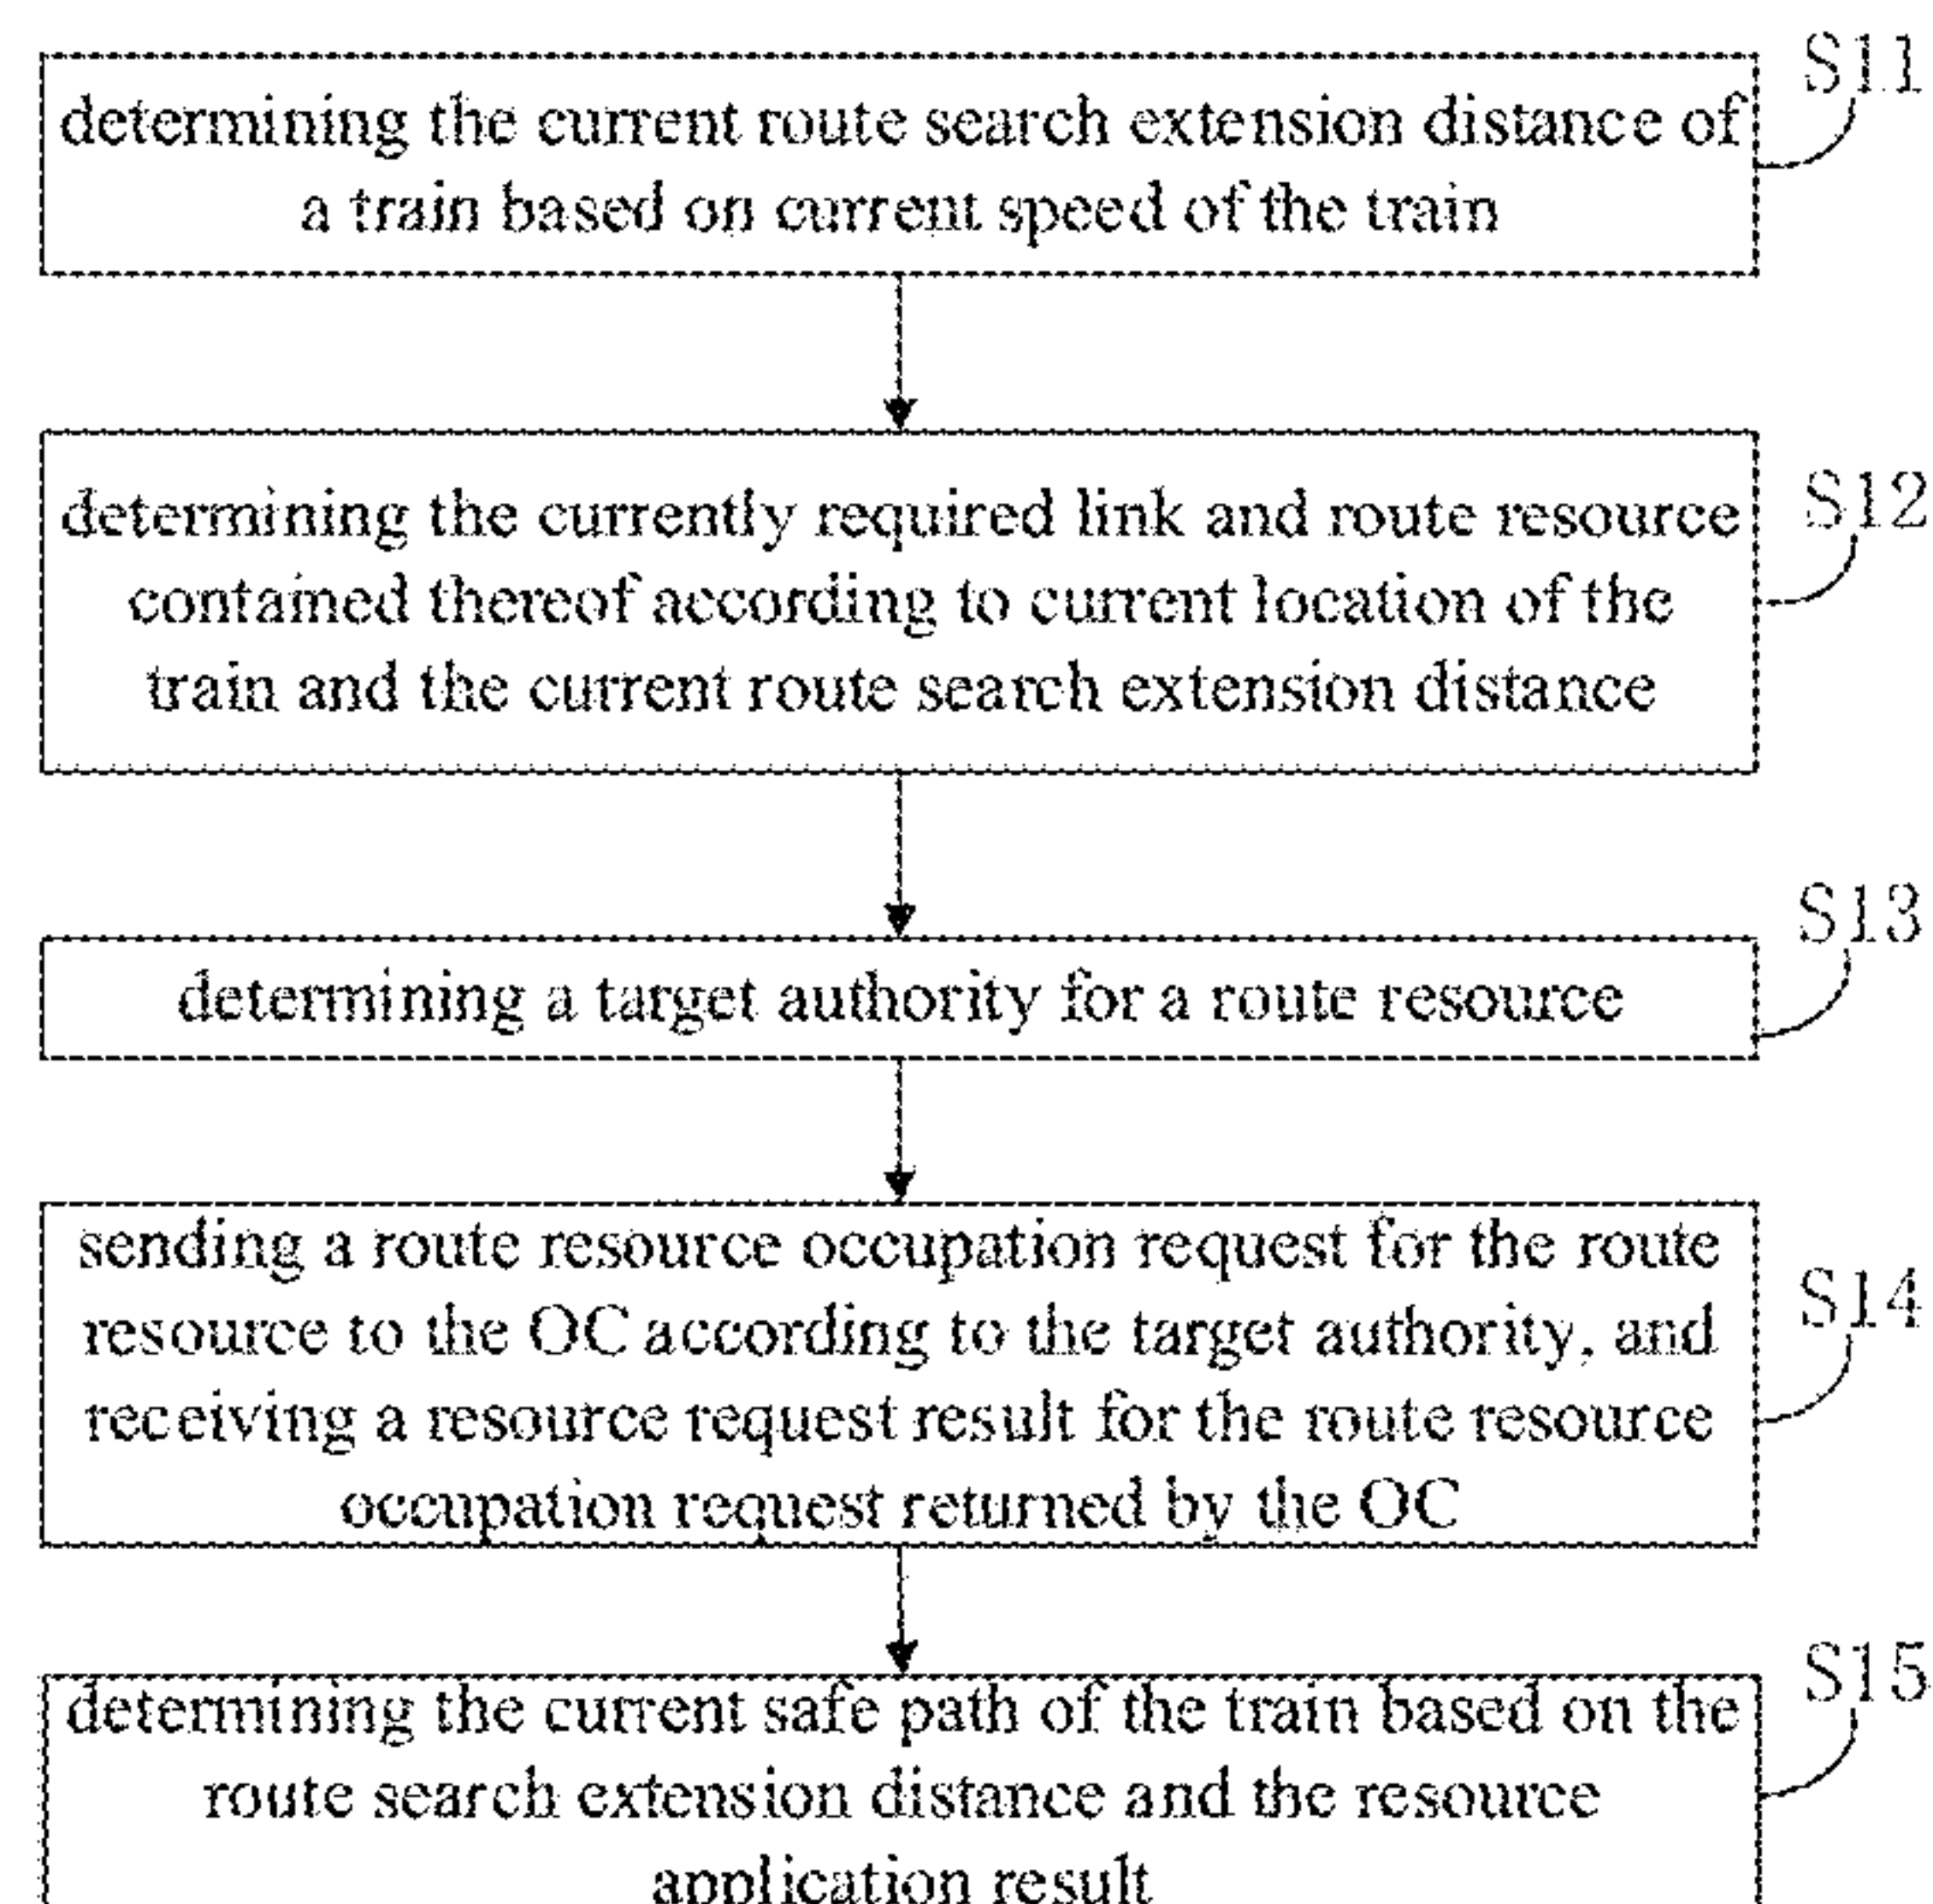 S11
determining the current route search extension distance of
a train based on current speed of the train
S12
determining the currently required link and route resource
contained thereof according to current location of the
train and the current route search extension distance
S13
determining a target authority for a route resource
sending a route resource occupation request for the route
S14
resource to the OC according to the target authority, and
receiving a resource request result for the route resource
occupation request returned by the OC
S15
determining the current safe path of the train based on the
route search extension distance and the resource
application result